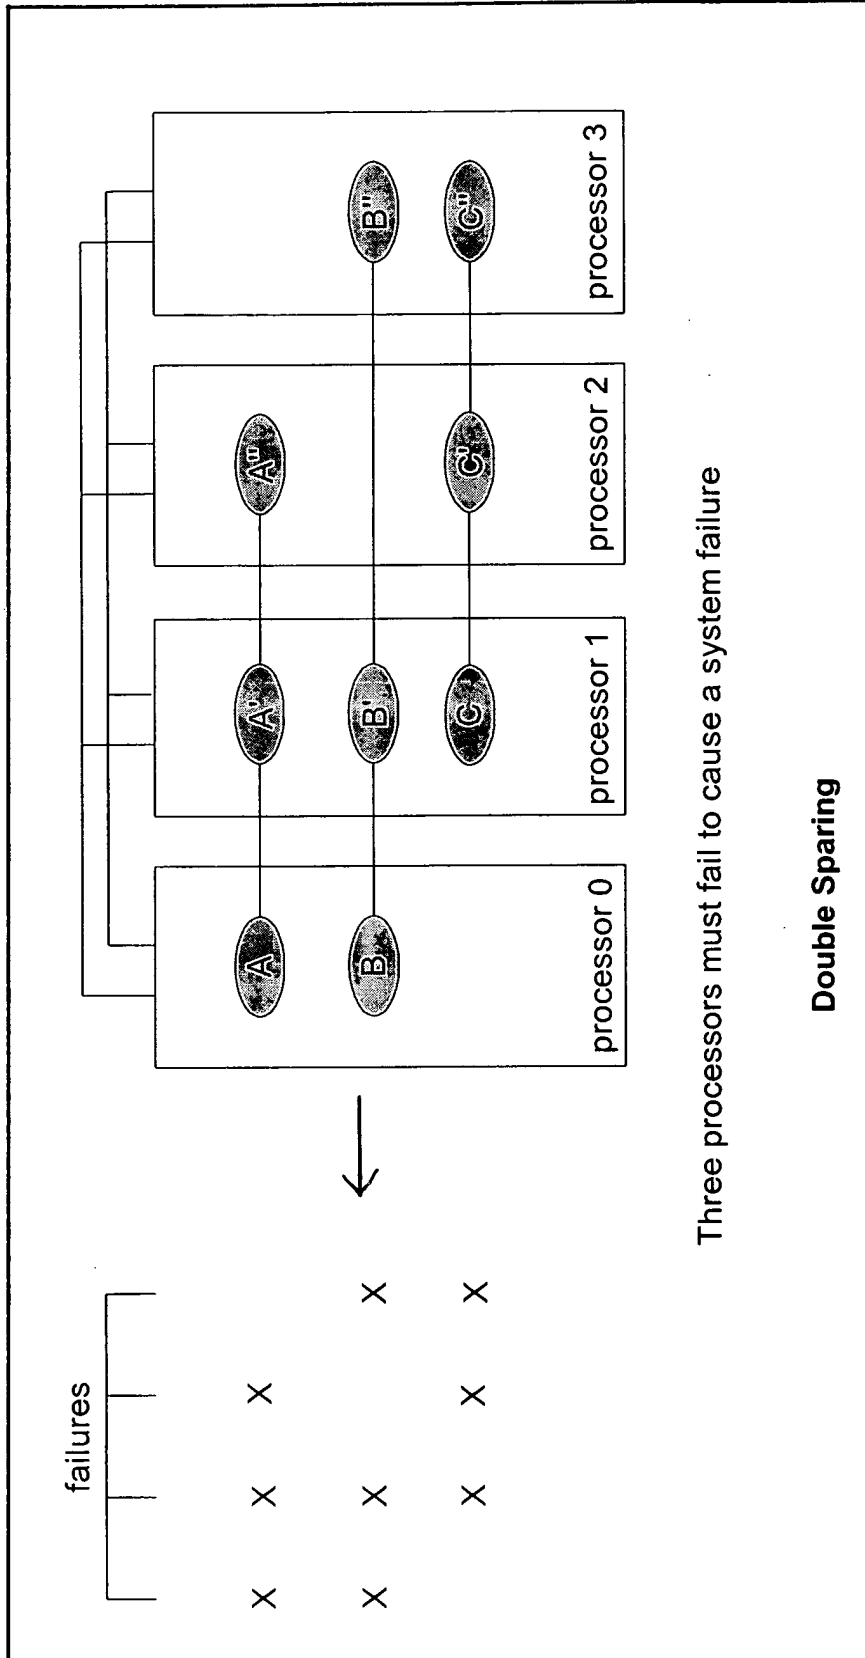 failures
X X
X X X
X X
X X
A A' A"
B B' B"
C C' C"
processor 0
processor 1
processor 2
processor 3
Three processors must fail to cause a system failure
Double Sparing